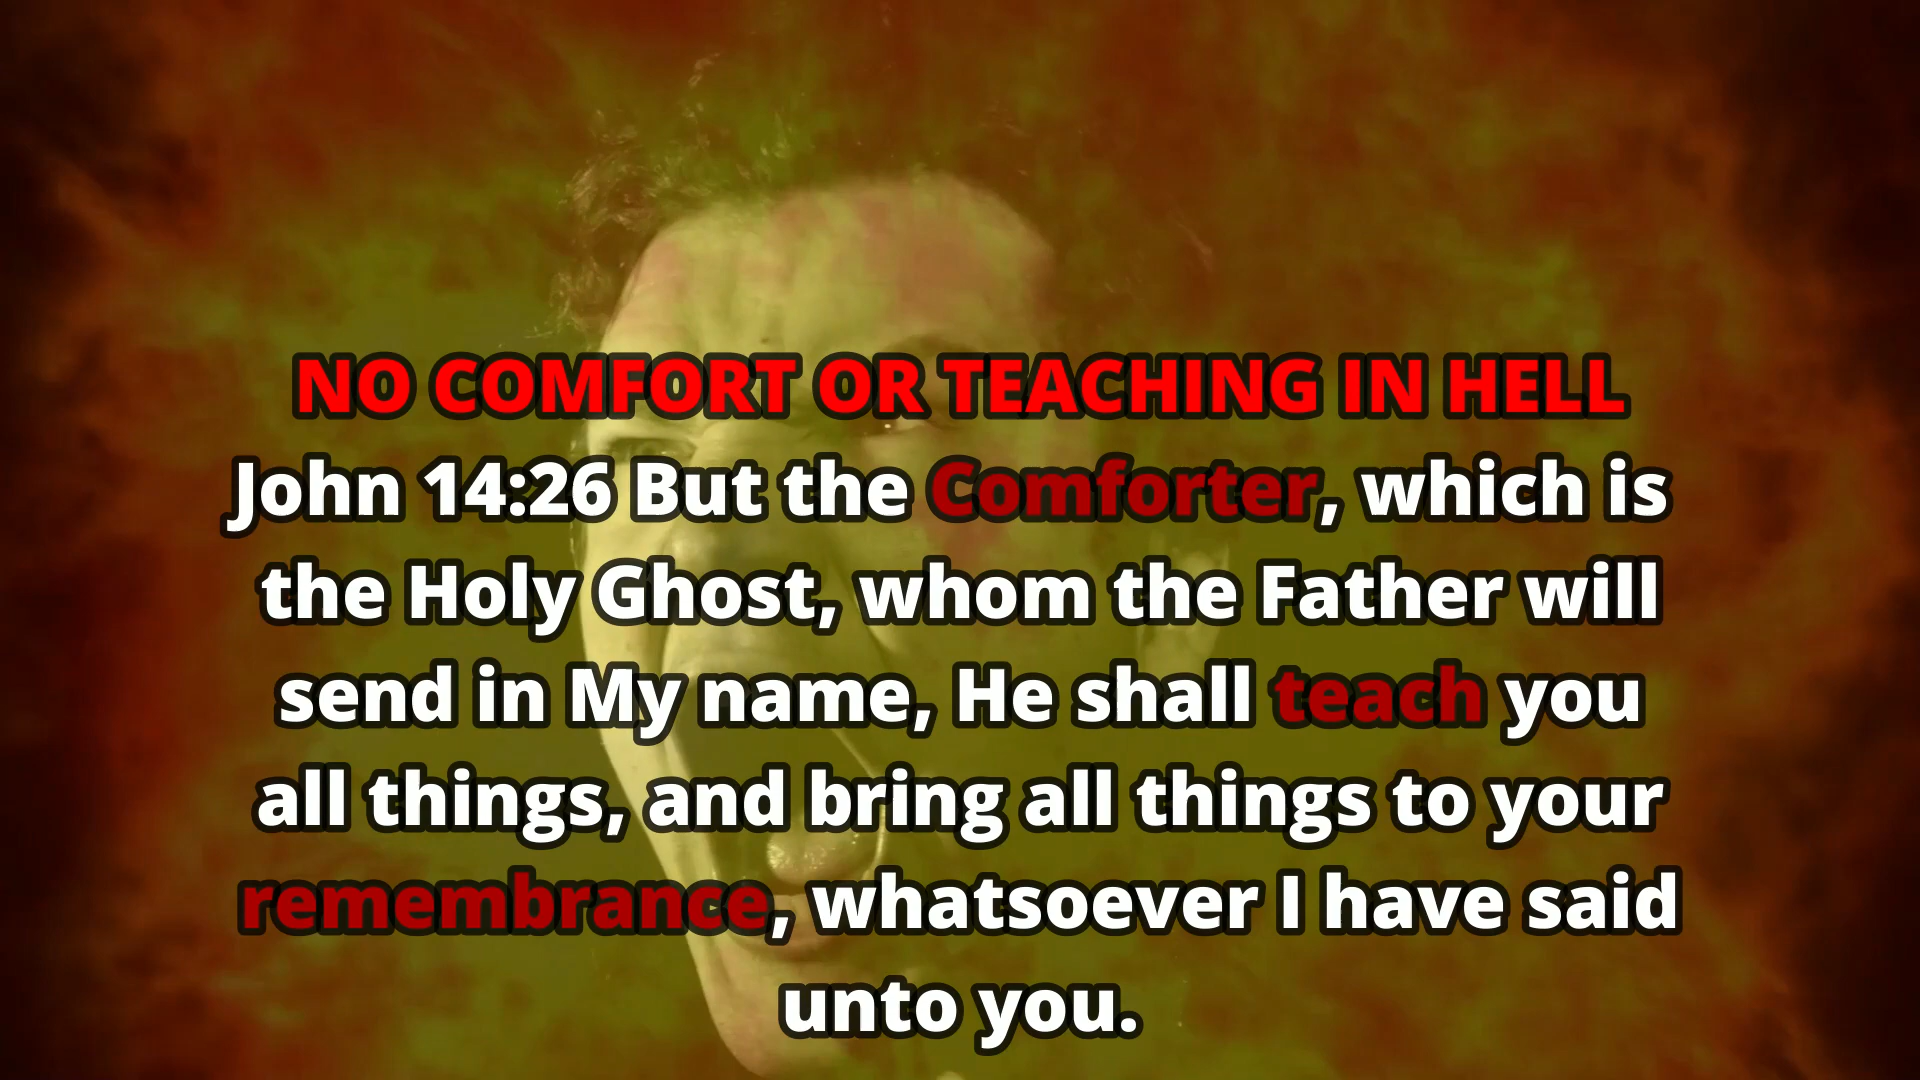 NO COMFORT OR TEACHING IN HELL
John 14:26 But the Comforter, which is
the Holy Ghost, whom the Father will
send in My name, He shall teach you
all things, and bring all things to your
remembrance, whatsoever I have said
unto you.